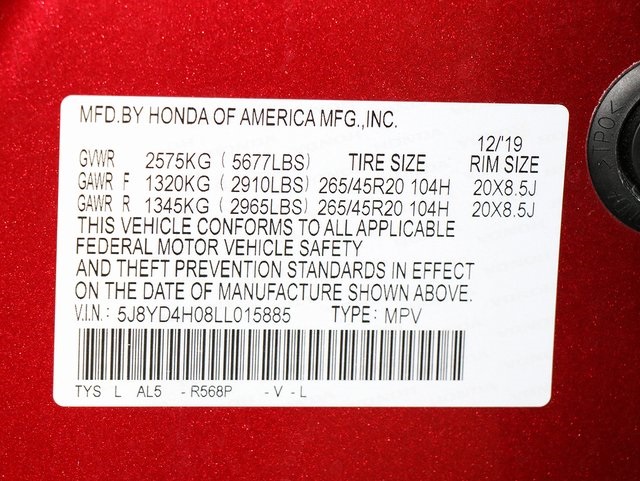 MFD.BY HONDA OF AMERICA MFG.,INC.
12/'19
GVWR 2575KG ( 5677LBS) TIRE SIZE RIM SIZE
GAWR F 1320KG ( 2910LBS) 265/45R20 104H 20X8.5J
GAWR R 1345KG ( 2965LBS) 265/45R20 104H 20X8.5J
THIS VEHICLE CONFORMS TO ALL APPLICABLE
FEDERAL MOTOR VEHICLE SAFETY
AND THEFT PREVENTION STANDARDS IN EFFECT
ON THE DATE OF MANUFACTURE SHOWN ABOVE.
V.I.N: 5J8YD4H08LL015885 TYPE: MPV
TYS L AL5 - R568P - V - L